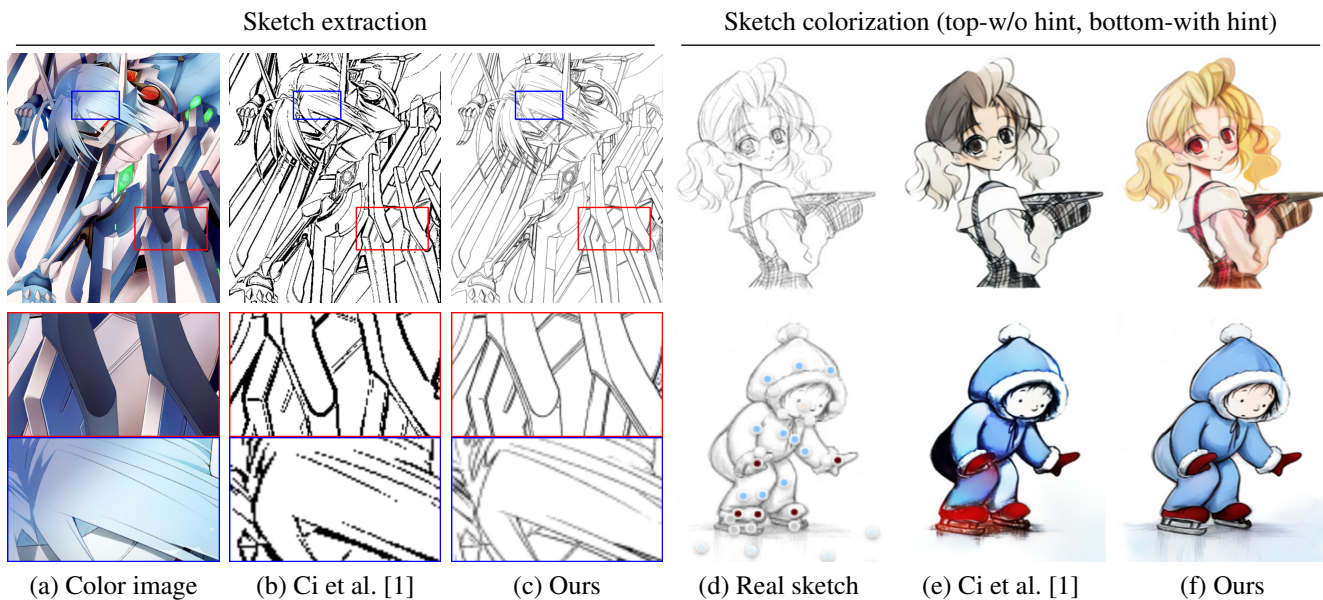 Sketch extraction
Sketch colorization (top-w/o hint, bottom-with hint)
(a) Color image
(b) Ci et al. [1]
(c) Ours
(d) Real sketch
(e) Ci et al. [1]
(f) Ours